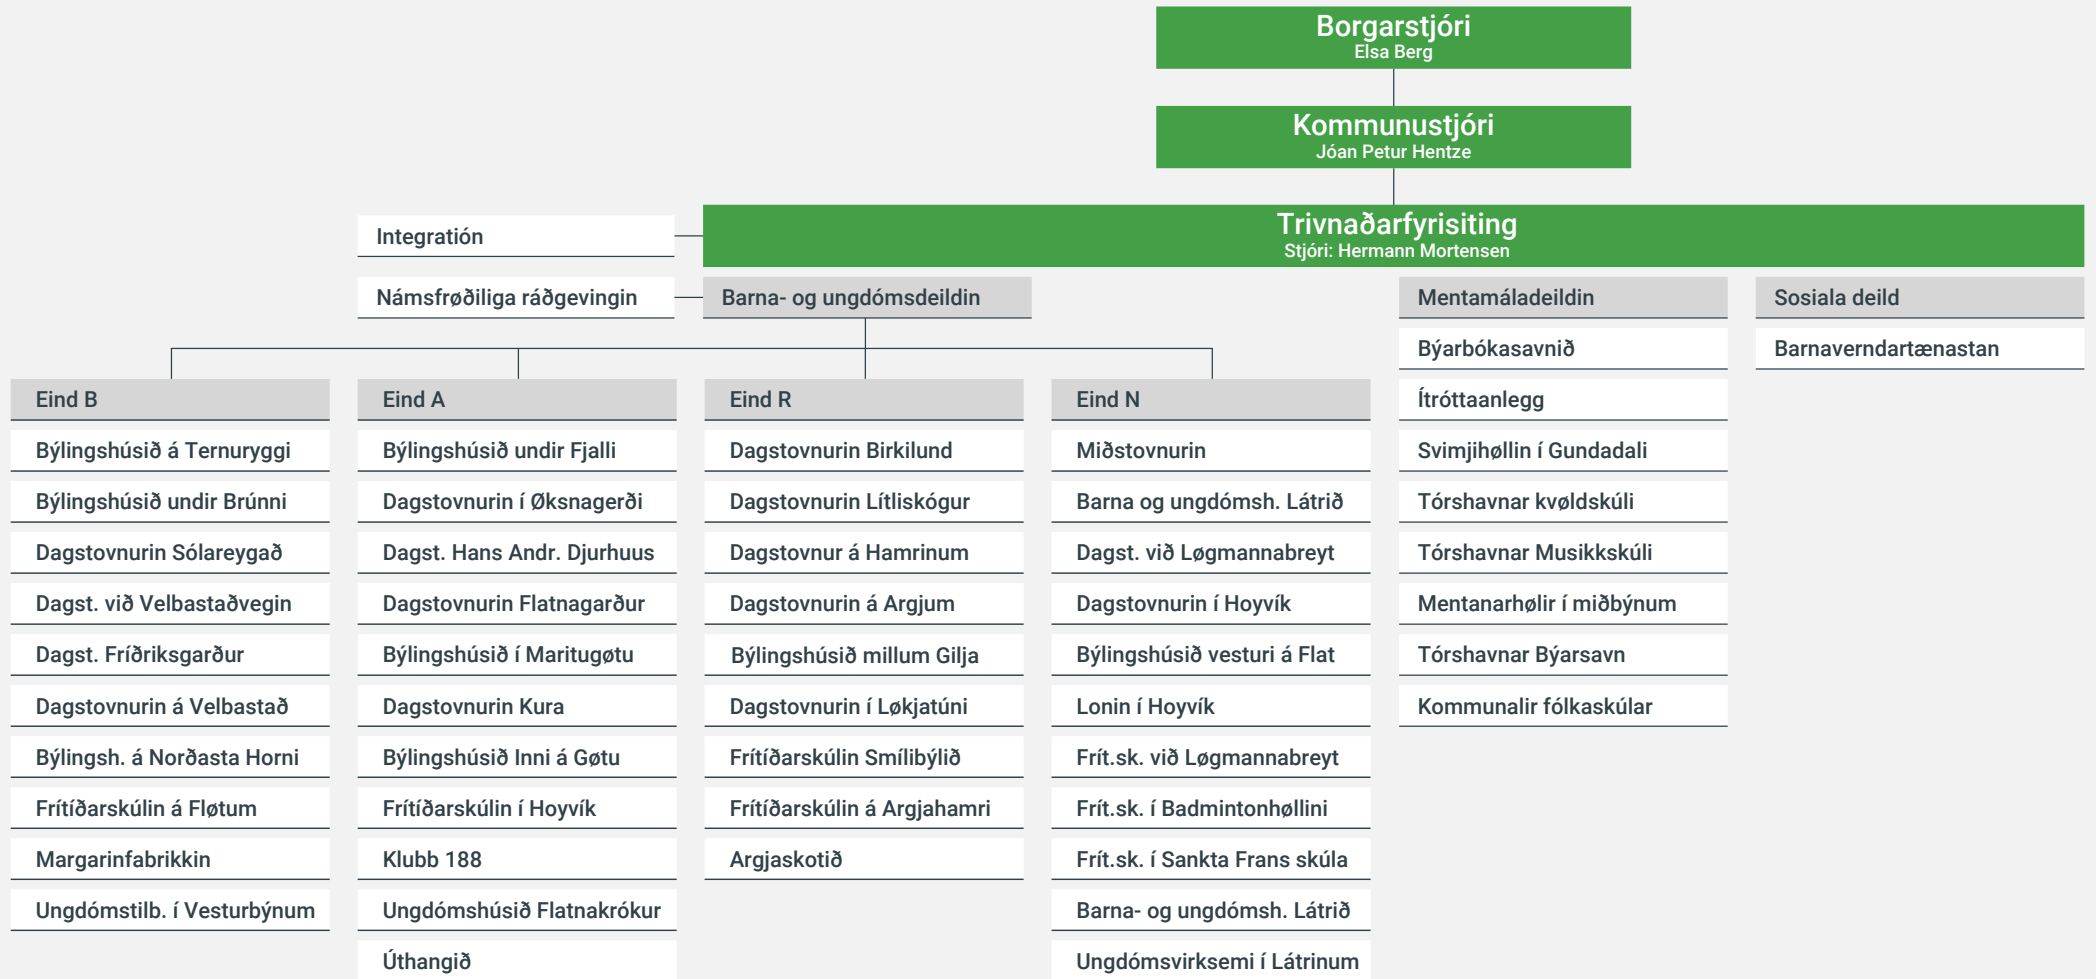 Borgarstjóri
Elsa Berg
Kommunustjóri
Jóan Petur Hentze
Trivnaðarfyrisiting
Stjóri: Hermann Mortensen
Integratión
Námsfrøðiliga ráðgevingin
Barna- og ungdómsdeildin
Mentamáladeildin
Sosiala deild
Býarbókasavnið
Ítróttaanlegg
Svimjihøllin í Gundadali
Tórshavnar kvøldskúli
Tórshavnar Musikkskúli
Mentanarhølir í miðbýnum
Tórshavnar Býarsavn
Kommunalir fólkaskúlar
Barnaverndartænastan
Eind B
Býlingshúsið á Ternuryggi
Býlingshúsið undir Brúnni
Dagstovnurin Sólareygað
Dagst. við Velbastaðvegin
Dagst. Fríðriksgarður
Dagstovnurin á Velbastað
Býlingsh. á Norðasta Horni
Frítíðarskúlin á Fløtum
Margarinfabrikkin
Ungdómstilb. í Vesturbýnum
Eind A
Býlingshúsið undir Fjalli
Dagstovnurin í Øksnagerði
Dagst. Hans Andr. Djurhuus
Dagstovnurin Flatnagarður
Býlingshúsið í Maritugøtu
Dagstovnurin Kura
Býlingshúsið Inni á Gøtu
Frítíðarskúlin í Hoyvík
Klubb 188
Ungdómshúsið Flatnakrókur
Úthangið
Eind R
Dagstovnurin Birkilund
Dagstovnurin Lítliskógur
Dagstovnur á Hamrinum
Dagstovnurin á Argjum
Býlingshúsið millum Gilja
Dagstovnurin í Løkjatúni
Frítíðarskúlin Smílibýlið
Frítíðarskúlin á Argjahamri
Argjaskotið
Eind N
Miðstovnurin
Barna og ungdómsh. Látrið
Dagst. við Løgmannabreyt
Dagstovnurin í Hoyvík
Býlingshúsið vesturi á Flat
Lonin í Hoyvík
Frít.sk. við Løgmannabreyt
Frít.sk. í Badmintonhøllini
Frít.sk. í Sankta Frans skúla
Barna- og ungdómsh. Látrið
Ungdómsvirksemi í Látrinum